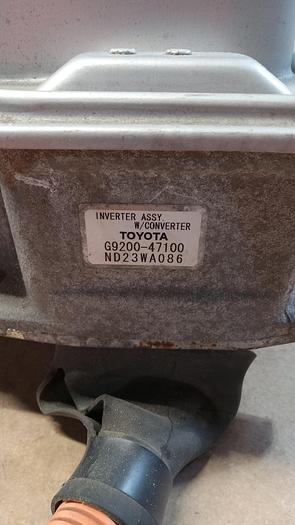 INVERTER ASSY.
W/CONVERTER
TOYOTA
G9200-47100
ND23WA086